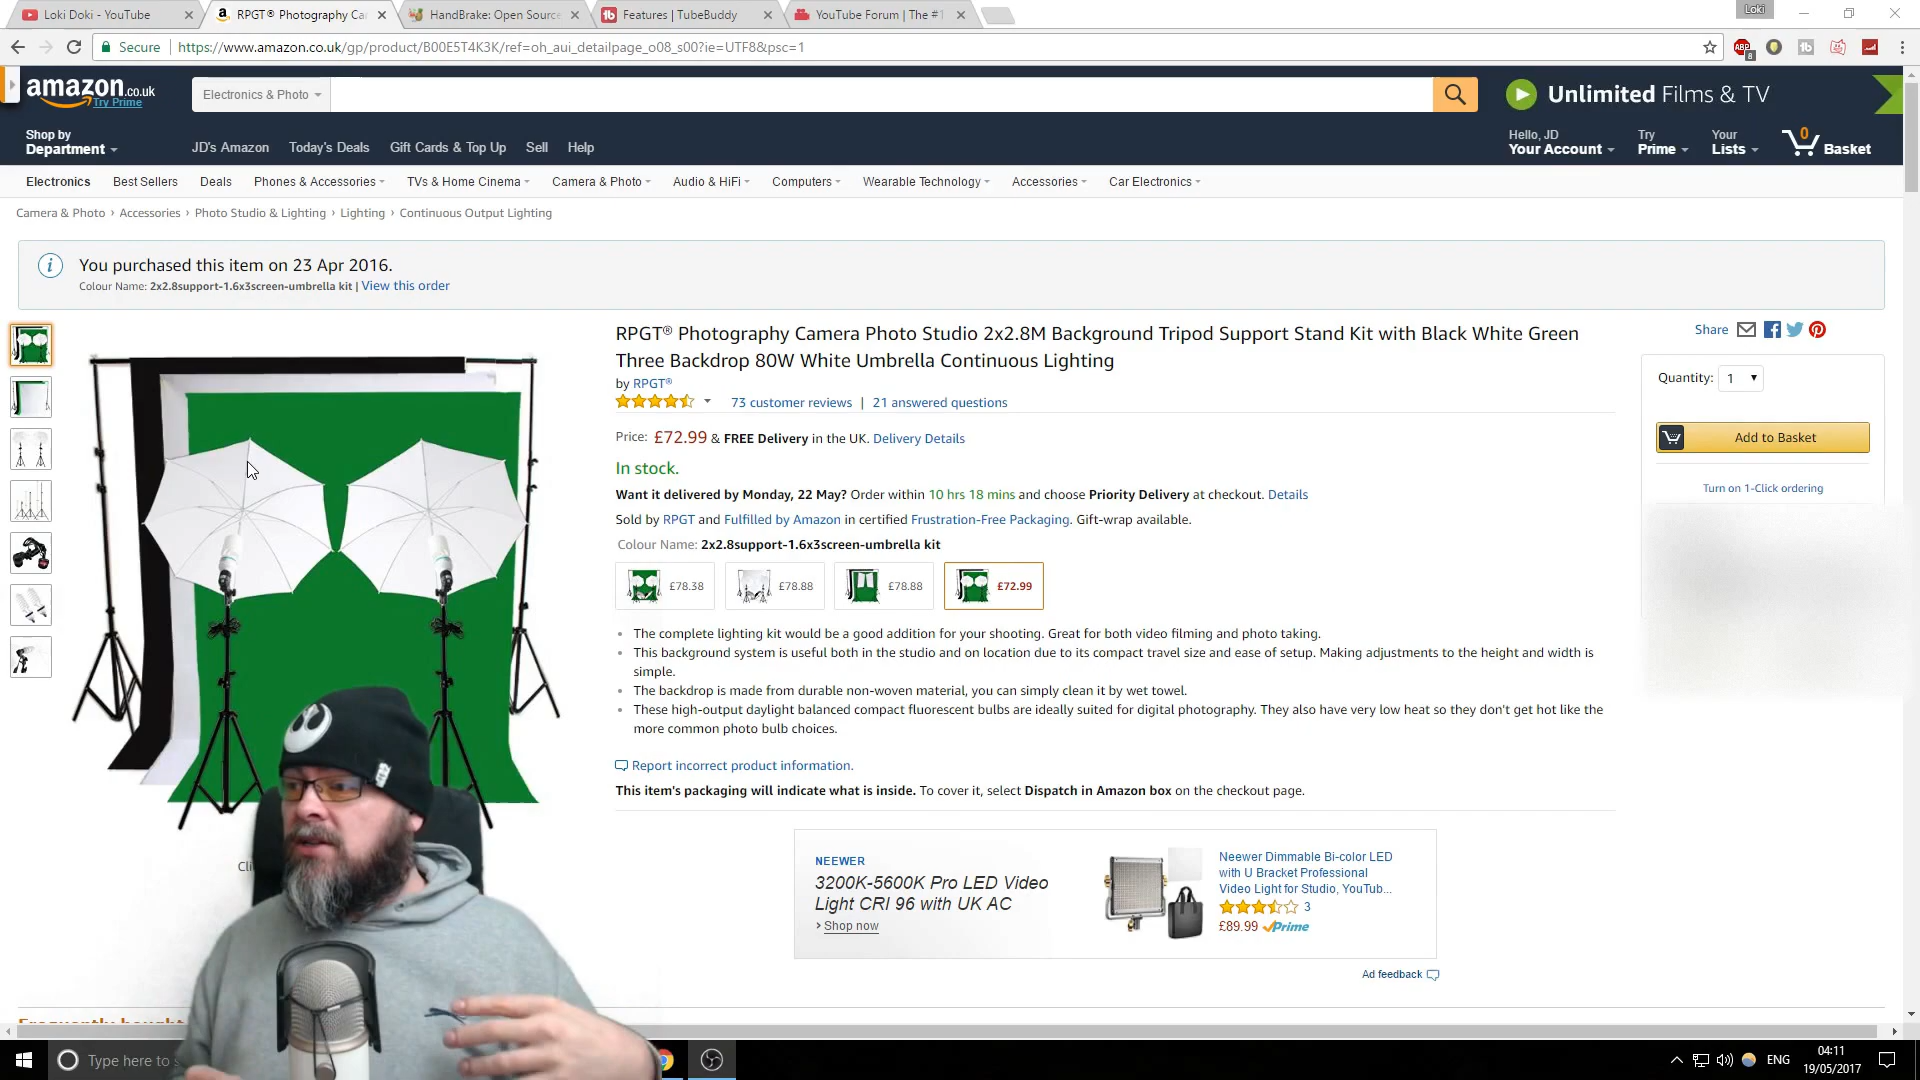 Loki Doki - YouTube
RPGT® Photography Ca
HandBrake: Open Source
Features | TubeBuddy
YouTube Forum | The #1
Loki
Secure
https://www.amazon.co.uk/gp/product/B00E5T4K3K/ref=oh_aui_detailpage_o08_s00?ie=UTF8&psc=1
ABP
8
amazon.co.uk
Try Prime
Electronics & Photo
Unlimited Films & TV
Shop by
Department
JD's Amazon
Today's Deals
Gift Cards & Top Up
Sell
Help
Hello, JD
Your Account
Try
Prime
Your
Lists
0
Basket
Electronics
Best Sellers
Deals
Phones & Accessories
TVs & Home Cinema
Camera & Photo
Audio & HiFi
Computers
Wearable Technology
Accessories
Car Electronics
Camera & Photo › Accessories › Photo Studio & Lighting › Lighting › Continuous Output Lighting
You purchased this item on 23 Apr 2016.
Colour Name: 2x2.8support-1.6x3screen-umbrella kit | View this order
RPGT® Photography Camera Photo Studio 2x2.8M Background Tripod Support Stand Kit with Black White Green
Three Backdrop 80W White Umbrella Continuous Lighting
by RPGT®
73 customer reviews | 21 answered questions
Price: £72.99 & FREE Delivery in the UK. Delivery Details
In stock.
Want it delivered by Monday, 22 May? Order within 10 hrs 18 mins and choose Priority Delivery at checkout. Details
Sold by RPGT and Fulfilled by Amazon in certified Frustration-Free Packaging. Gift-wrap available.
Colour Name: 2x2.8support-1.6x3screen-umbrella kit
£78.38
£78.88
£78.88
£72.99
• The complete lighting kit would be a good addition for your shooting. Great for both video filming and photo taking.
• This background system is useful both in the studio and on location due to its compact travel size and ease of setup. Making adjustments to the height and width is
simple.
• The backdrop is made from durable non-woven material, you can simply clean it by wet towel.
• These high-output daylight balanced compact fluorescent bulbs are ideally suited for digital photography. They also have very low heat so they don't get hot like the
more common photo bulb choices.
Report incorrect product information.
This item's packaging will indicate what is inside. To cover it, select Dispatch in Amazon box on the checkout page.
Share
Quantity: 1
Add to Basket
Turn on 1-Click ordering
NEEWER
3200K-5600K Pro LED Video
Light CRI 96 with UK AC
› Shop now
Neewer Dimmable Bi-color LED
with U Bracket Professional
Video Light for Studio, YouTub...
3
£89.99 Prime
Ad feedback
Frequently bought
Type here to
ENG
04:11
19/05/2017